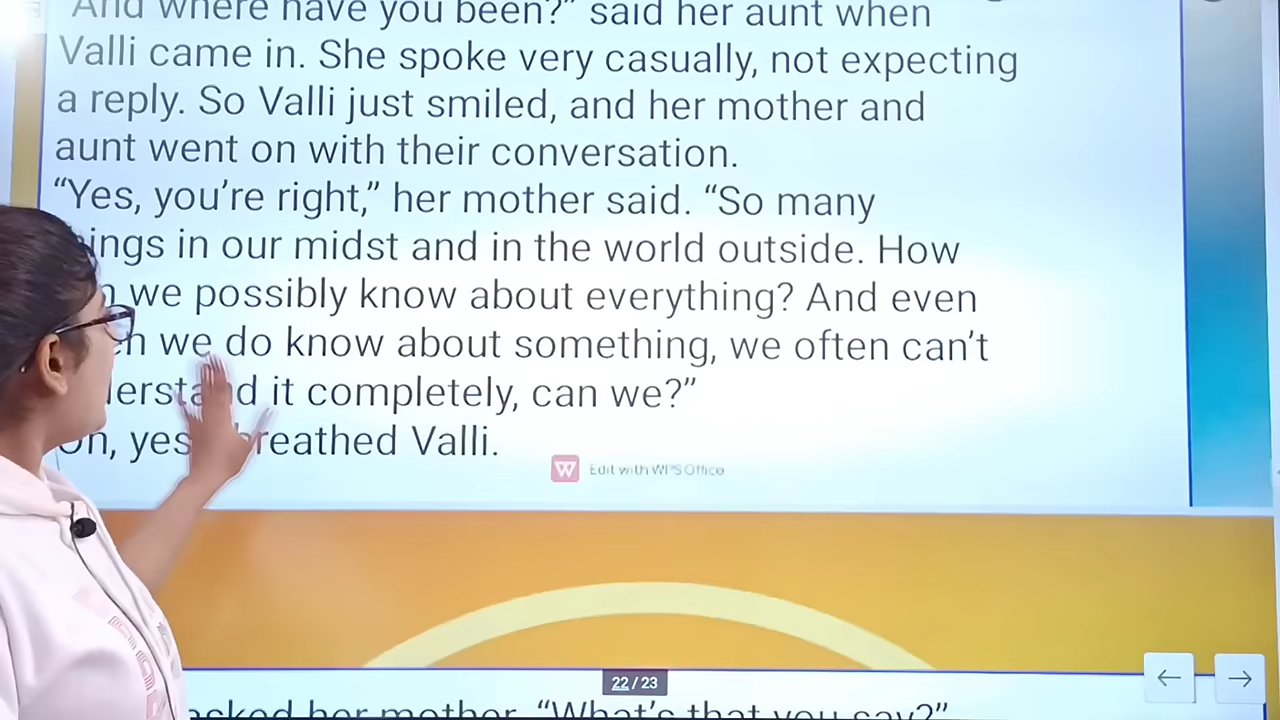 And where have you been?” said her aunt when
Valli came in. She spoke very casually, not expecting
a reply. So Valli just smiled, and her mother and
aunt went on with their conversation.
“Yes, you’re right,” her mother said. “So many
ings in our midst and in the world outside. How
we possibly know about everything? And even
we do know about something, we often can’t
it completely, can we?”
yes breathed Valli.
W Edit with WPS Office
22 / 23
asked her mother. “What’s that you say?”